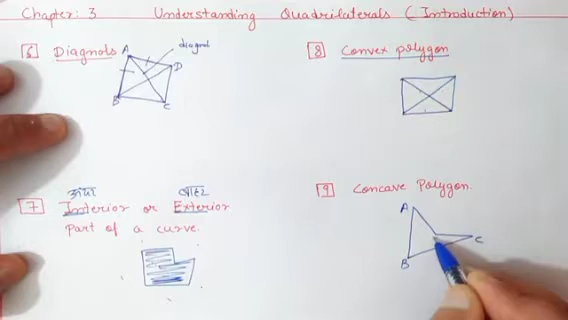 Chapter: 3 Understanding Quadrilaterals (Introduction)
6 Diagnols
A
diagnol
D
B
C
8 Convex polygon
अंदर बाहर
7 Interior or Exterior
Part of a curve.
9 Concave Polygon.
A
B
C